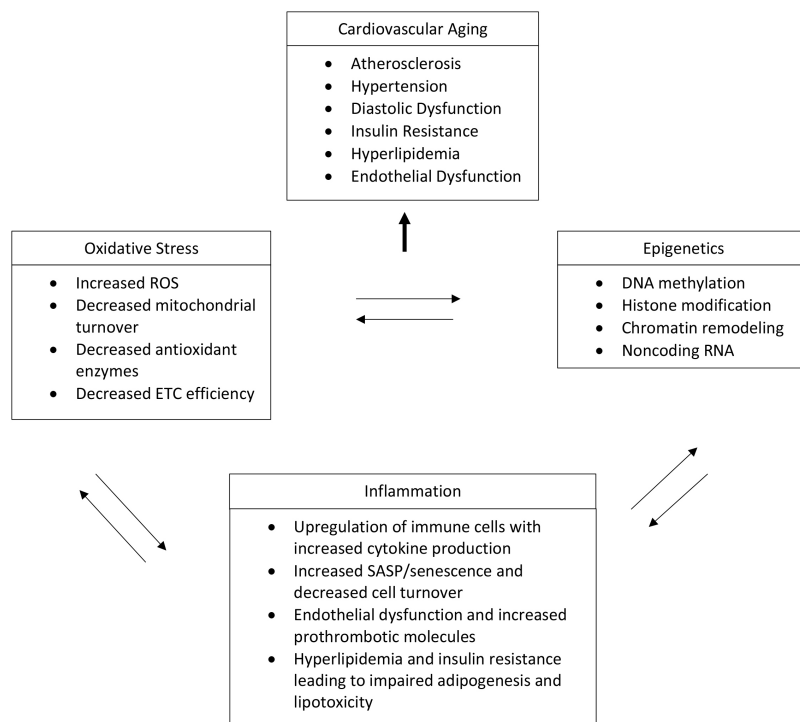 Cardiovascular Aging
● Atherosclerosis
● Hypertension
● Diastolic Dysfunction
● Insulin Resistance
● Hyperlipidemia
● Endothelial Dysfunction
Oxidative Stress
● Increased ROS
● Decreased mitochondrial
turnover
● Decreased antioxidant
enzymes
● Decreased ETC efficiency
Epigenetics
● DNA methylation
● Histone modification
● Chromatin remodeling
● Noncoding RNA
Inflammation
● Upregulation of immune cells with
increased cytokine production
● Increased SASP/senescence and
decreased cell turnover
● Endothelial dysfunction and increased
prothrombotic molecules
● Hyperlipidemia and insulin resistance
leading to impaired adipogenesis and
lipotoxicity